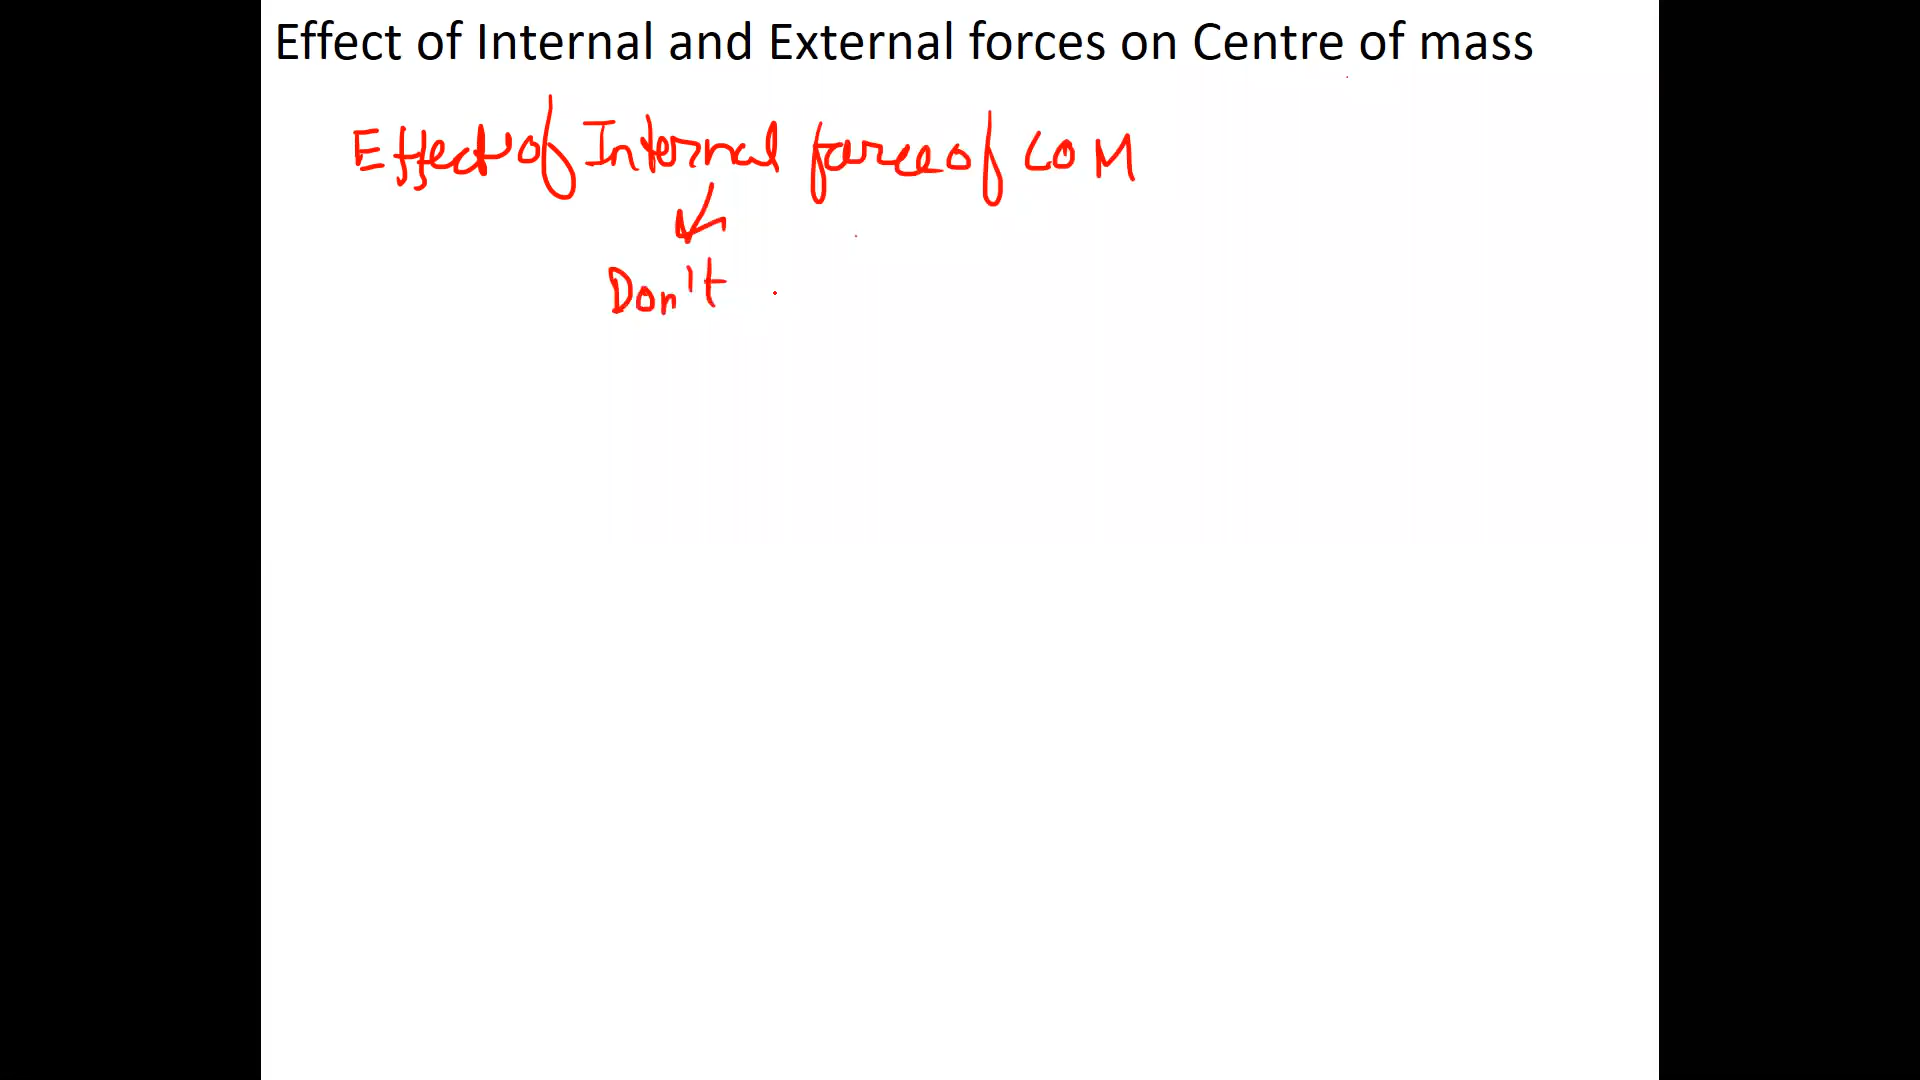 Effect of Internal and External forces on Centre of mass
Effect of Internal force of COM
Don't